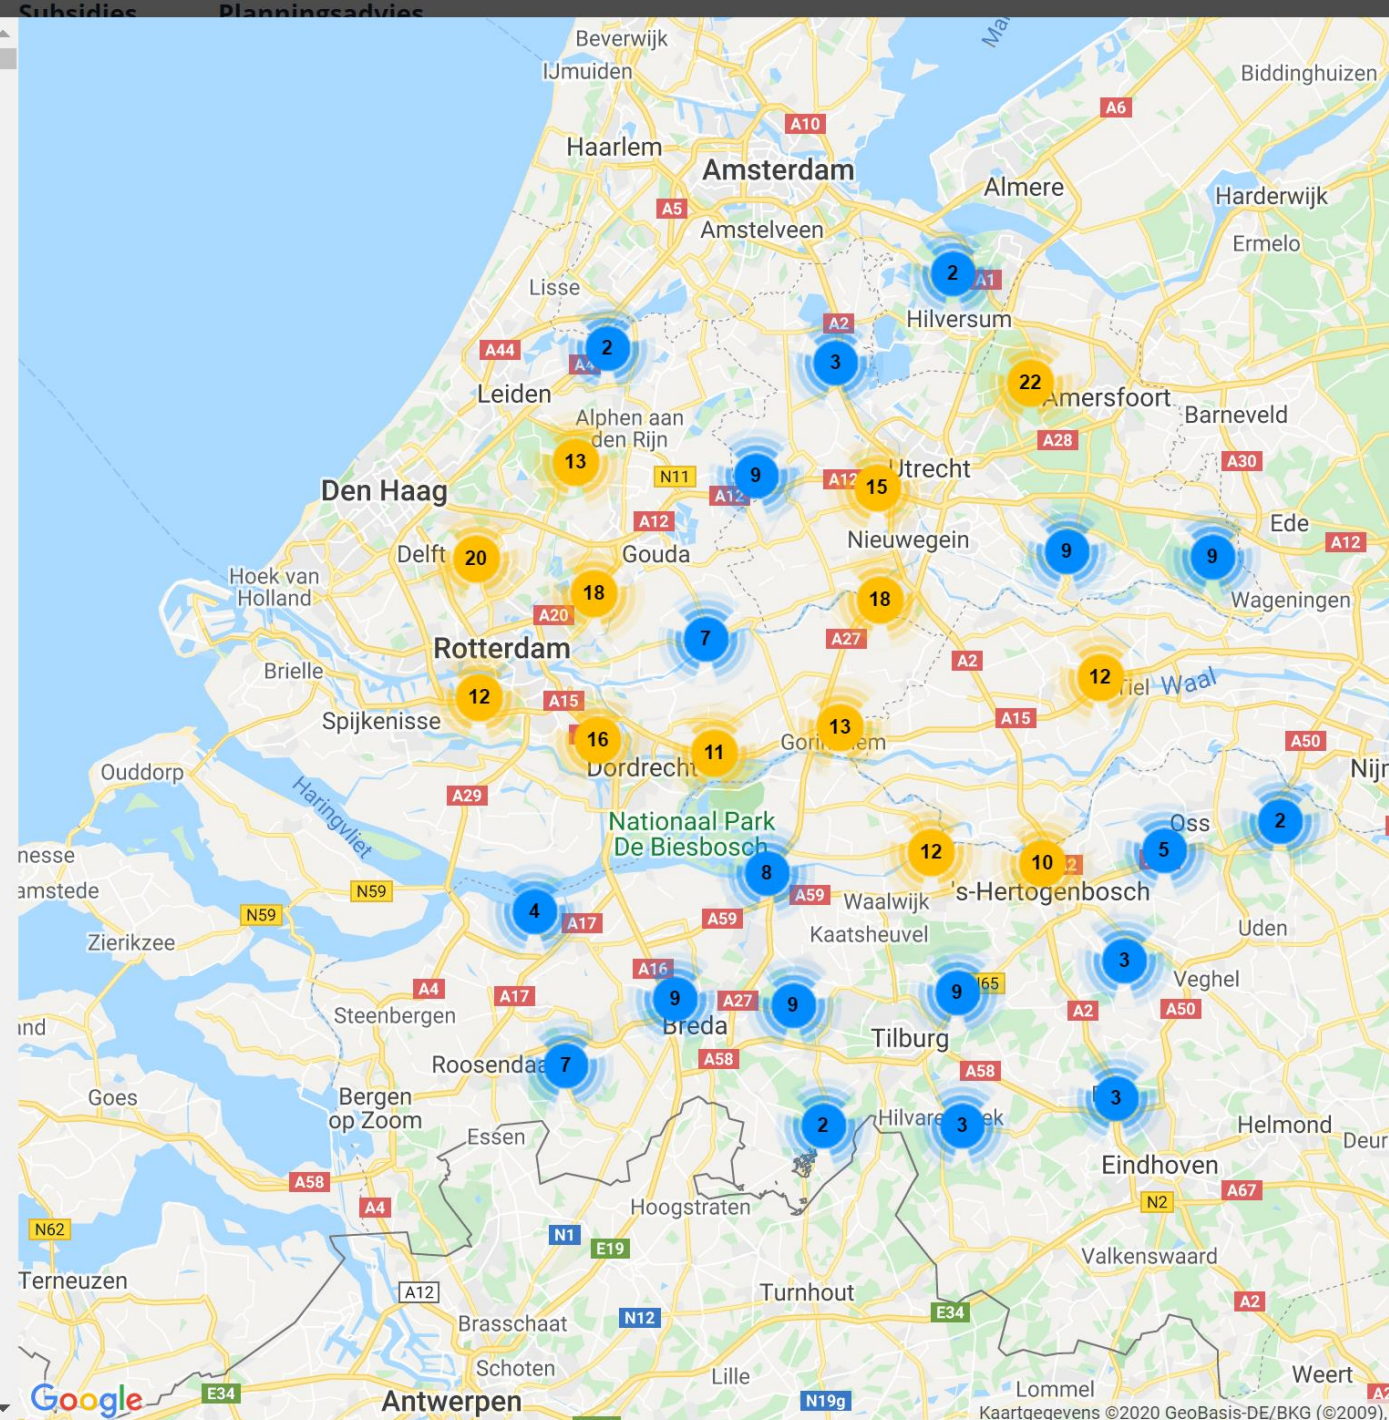 Subsidies Planningsadvies
Beverwijk
IJmuiden
Biddinghuizen
A6
A10
Haarlem
Amsterdam
Almere
Harderwijk
A5
Amstelveen
Ermelo
2
A1
Lisse
Hilversum
A2
2
A44
A4
3
22
Leiden
Amersfoort
Barneveld
Alphen aan
den Rijn
A28
13
A30
9
Utrecht
N11
A12
15
Den Haag
A12
A12
Ede
Nieuwegein
A12
Delft
20
Gouda
9
9
Hoek van
Holland
18
18
Wageningen
A20
7
A27
Rotterdam
A2
Brielle
12
Tiel
Waal
12
A15
Spijkenisse
A15
13
16
11
Gorinchem
A50
Dordrecht
Ouddorp
A29
Haringvliet
Nationaal Park
De Biesbosch
Oss
2
12
10
5
8
N59
A59
Waalwijk
's-Hertogenbosch
4
A17
A59
N59
Kaatsheuvel
Uden
Zierikzee
3
A16
Veghel
A4
A17
9
A27
9
9
A2
A50
Steenbergen
Breda
Tilburg
A58
Roosendaal
7
A58
Goes
Bergen
op Zoom
3
2
Hilvarenbeek
3
Helmond
Essen
Eindhoven
A58
A67
A4
Hoogstraten
N2
N62
N1
E19
Valkenswaard
Terneuzen
A12
Turnhout
A2
E34
N12
Brasschaat
Schoten
Lille
Weert
Google
E34
Antwerpen
N19g
Lommel
Kaartgegevens ©2020 GeoBasis-DE/BKG (©2009)